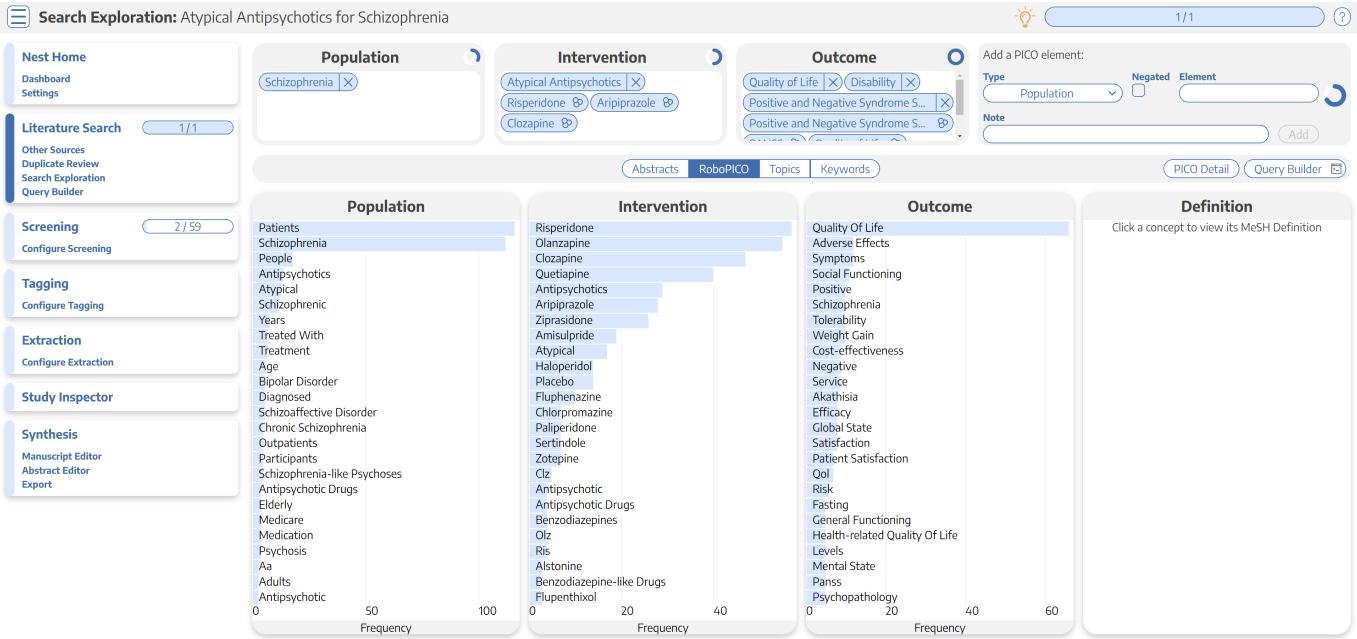 Search Exploration: Atypical Antipsychotics for Schizophrenia
1/1
?
Nest Home
Dashboard
Settings
Literature Search
1/1
Other Sources
Duplicate Review
Search Exploration
Query Builder
Screening
2/59
Configure Screening
Tagging
Configure Tagging
Extraction
Configure Extraction
Study Inspector
Synthesis
Manuscript Editor
Abstract Editor
Export
Population
Schizophrenia
Intervention
Atypical Antipsychotics
Risperidone
Aripiprazole
Clozapine
Outcome
Quality of Life
Disability
Positive and Negative Syndrome S...
Positive and Negative Syndrome S...
Add a PICO element:
Type
Negated
Element
Population
Note
Add
Abstracts
RoboPICO
Topics
Keywords
PICO Detail
Query Builder
Population
Patients
Schizophrenia
People
Antipsychotics
Atypical
Schizophrenic
Years
Treated With
Treatment
Age
Bipolar Disorder
Diagnosed
Schizoaffective Disorder
Chronic Schizophrenia
Outpatients
Participants
Schizophrenia-like Psychoses
Antipsychotic Drugs
Elderly
Medicare
Medication
Psychosis
Aa
Adults
Antipsychotic
0 50 100
Frequency
Intervention
Risperidone
Olanzapine
Clozapine
Quetiapine
Antipsychotics
Aripiprazole
Ziprasidone
Amisulpride
Atypical
Haloperidol
Placebo
Fluphenazine
Chlorpromazine
Paliperidone
Sertindole
Zotepine
Clz
Antipsychotic
Antipsychotic Drugs
Benzodiazepines
Olz
Ris
Alstonine
Benzodiazepine-like Drugs
Flupenthixol
0 20 40
Frequency
Outcome
Quality Of Life
Adverse Effects
Symptoms
Social Functioning
Positive
Schizophrenia
Tolerability
Weight Gain
Cost-effectiveness
Negative
Service
Akathisia
Efficacy
Global State
Satisfaction
Patient Satisfaction
Qol
Risk
Fasting
General Functioning
Health-related Quality Of Life
Levels
Mental State
Panss
Psychopathology
0 20 40 60
Frequency
Definition
Click a concept to view its MeSH Definition